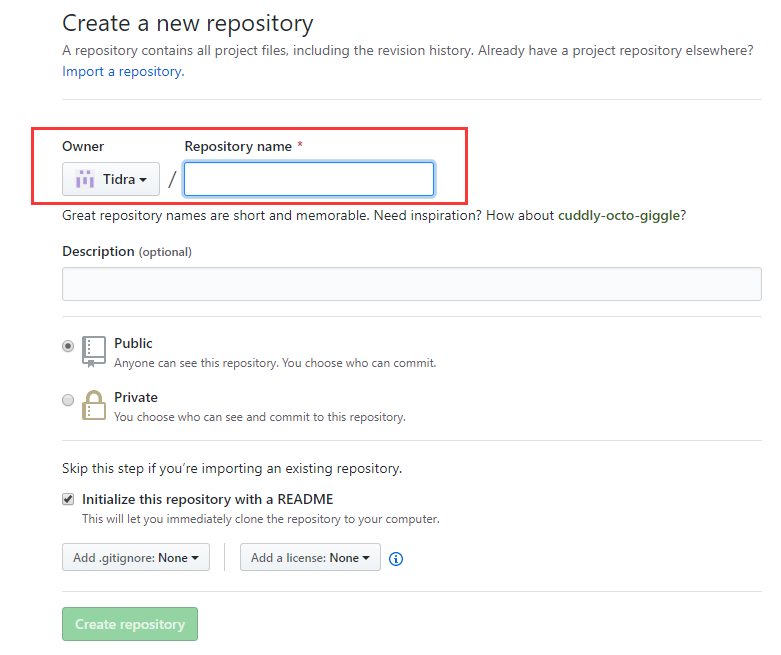 Create a new repository
A repository contains all project files, including the revision history. Already have a project repository elsewhere?
Import a repository.
Owner
Repository name *
Tidra
/
Great repository names are short and memorable. Need inspiration? How about cuddly-octo-giggle?
Description (optional)
Public
Anyone can see this repository. You choose who can commit.
Private
You choose who can see and commit to this repository.
Skip this step if you’re importing an existing repository.
Initialize this repository with a README
This will let you immediately clone the repository to your computer.
Add .gitignore: None
Add a license: None
Create repository